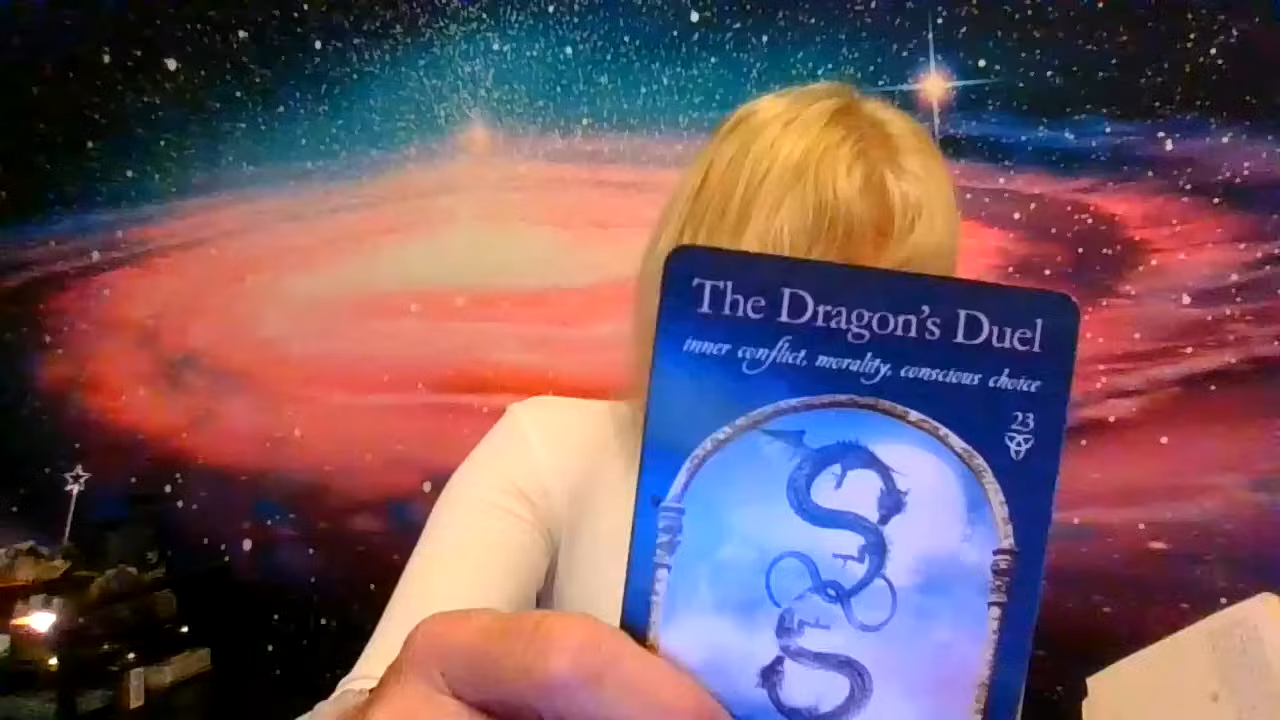 The Dragon's Duel
inner conflict, morality, conscious choice
23